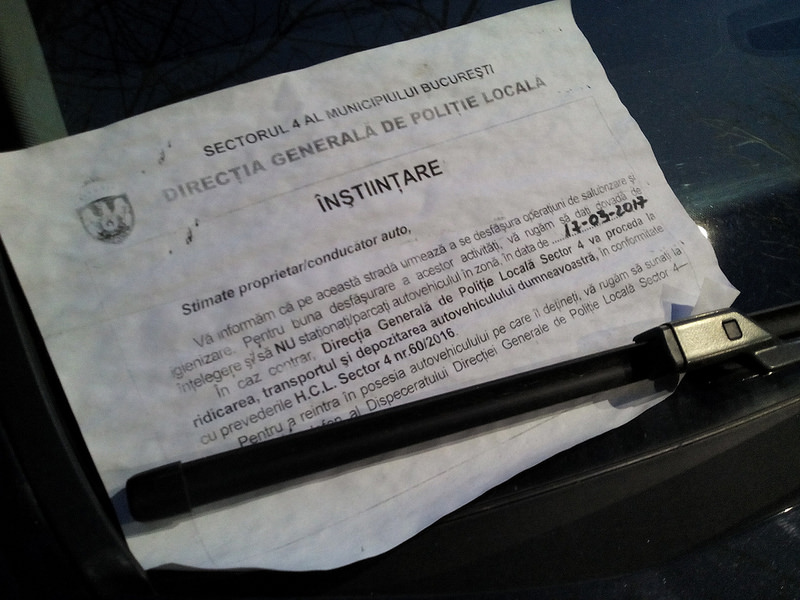 SECTORUL 4 AL MUNICIPIULUI BUCUREȘTI
DIRECȚIA GENERALĂ DE POLIȚIE LOCALĂ
ÎNȘTIINȚARE
Stimate proprietar/conducător auto,
Vă informăm că pe această stradă urmează a se desfășura operațiuni de salubrizare și
igienizare. Pentru buna desfășurare a acestor activități, vă rugăm să dați dovadă de
înțelegere și să NU staționați/parcați autovehiculul în zonă, în data de ....17-03-2017
În caz contrar, Direcția Generală de Poliție Locală Sector 4 va proceda la
ridicarea, transportul și depozitarea autovehiculului dumneavoastră, în conformitate
cu prevederile H.C.L. Sector 4 nr.60/2016.
Pentru a reintra în posesia autovehiculului pe care îl dețineți, vă rugăm să sunați la
al Dispeceratului Direcției Generale de Poliție Locală Sector 4–